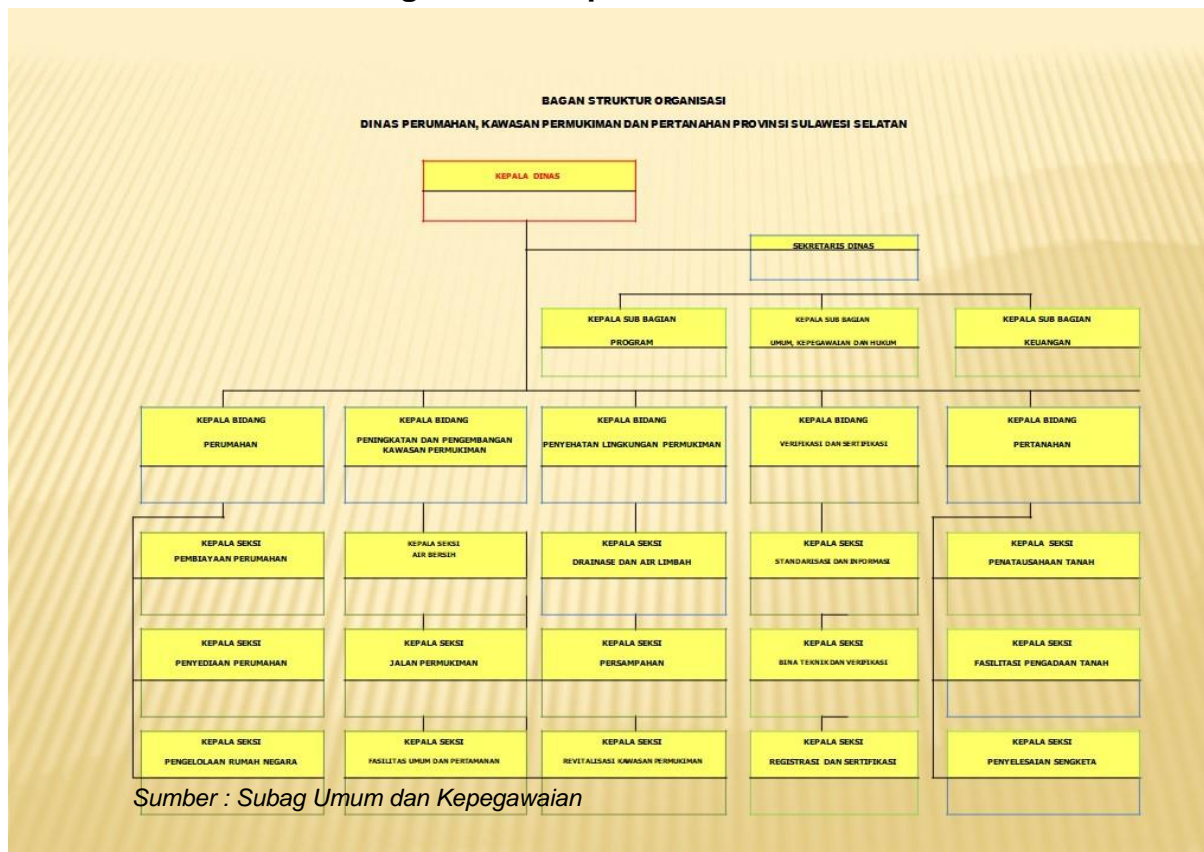 BAGAN STRUKTUR ORGANISASI
DINAS PERUMAHAN, KAWASAN PERMUKIMAN DAN PERTANAHAN PROVINSI SULAWESI SELATAN
KEPALA DINAS
SEKRETARIS DINAS
KEPALA SUB BAGIAN
PROGRAM
KEPALA SUB BAGIAN
UMUM, KEPEGAWAIAN DAN HUKUM
KEPALA SUB BAGIAN
KEUANGAN
KEPALA BIDANG
PERUMAHAN
KEPALA BIDANG
PENINGKATAN DAN PENGEMBANGAN
KAWASAN PERMUKIMAN
KEPALA BIDANG
PENYEHATAN LINGKUNGAN PERMUKIMAN
KEPALA BIDANG
VERIFIKASI DAN SERTIFIKASI
KEPALA BIDANG
PERTANAHAN
KEPALA SEKSI
PEMBIAYAAN PERUMAHAN
KEPALA SEKSI
AIR BERSIH
KEPALA SEKSI
DRAINASE DAN AIR LIMBAH
KEPALA SEKSI
STANDARISASI DAN INFORMASI
KEPALA SEKSI
PENATAUSAHAAN TANAH
KEPALA SEKSI
PENYEDIAAN PERUMAHAN
KEPALA SEKSI
JALAN PERMUKIMAN
KEPALA SEKSI
PERSAMPAHAN
KEPALA SEKSI
BINA TEKNIK DAN VERIFIKASI
KEPALA SEKSI
FASILITASI PENGADAAN TANAH
KEPALA SEKSI
PENGELOLAAN RUMAH NEGARA
KEPALA SEKSI
FASILITAS UMUM DAN PERTAMANAN
KEPALA SEKSI
REVITALISASI KAWASAN PERMUKIMAN
KEPALA SEKSI
REGISTRASI DAN SERTIFIKASI
KEPALA SEKSI
PENYELESAIAN SENGKETA
Sumber : Subag Umum dan Kepegawaian